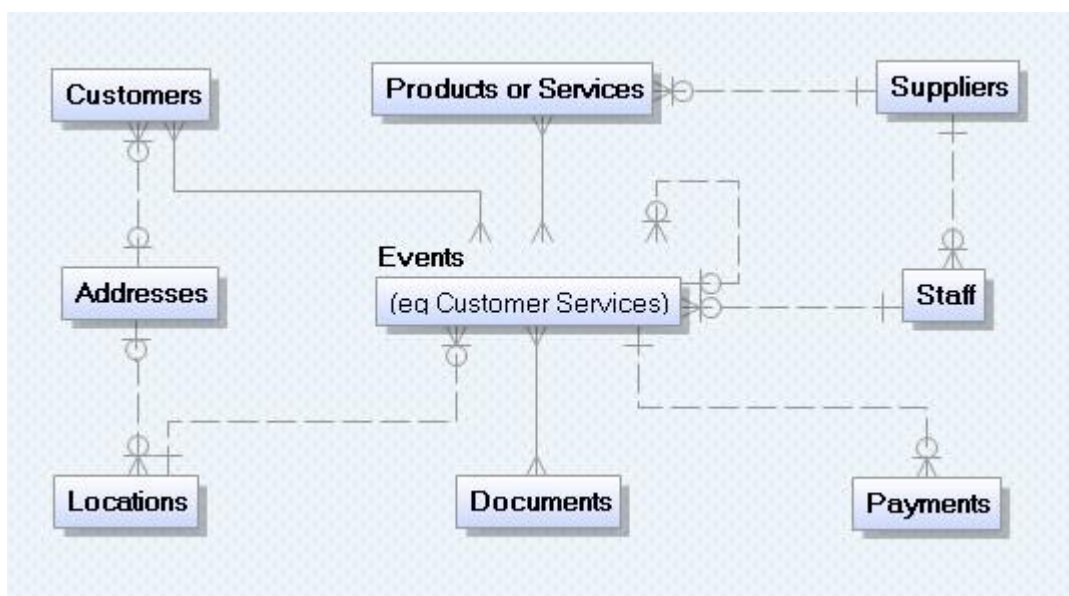 Customers
Products or Services
Suppliers
Events
Addresses
(eg Customer Services)
Staff
Locations
Documents
Payments